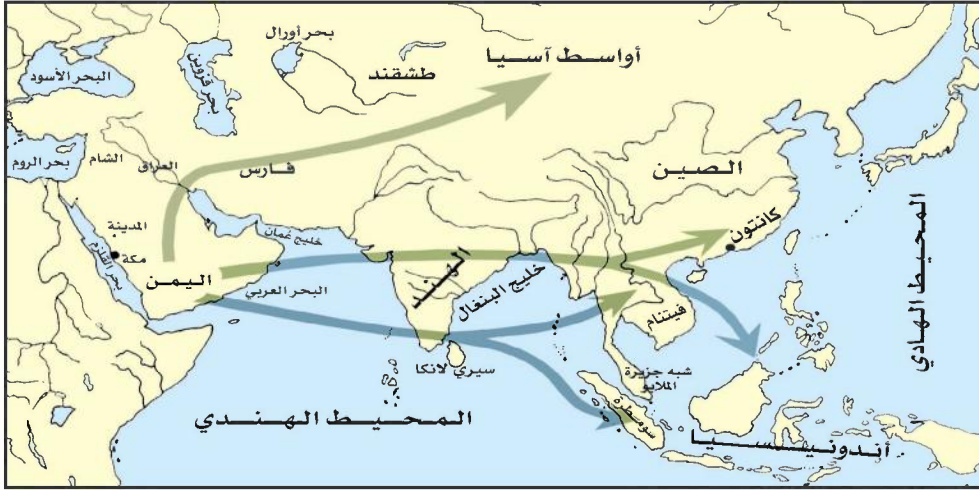 بحر أورال
أواسط آسيا
طشقند
البحر الأسود
بحر قزوين
بحر الروم
الشام
العراق
فارس
الصين
المدينة
مكة
بحر القلزم
خليج عُمان
اليمن
البحر العربي
الهند
خليج البنغال
كانتون
فيتنام
المحيط الهادي
سيري لانكا
شبه جزيرة
الملايو
سومطرة
المحيط الهندي
أندونيسيا